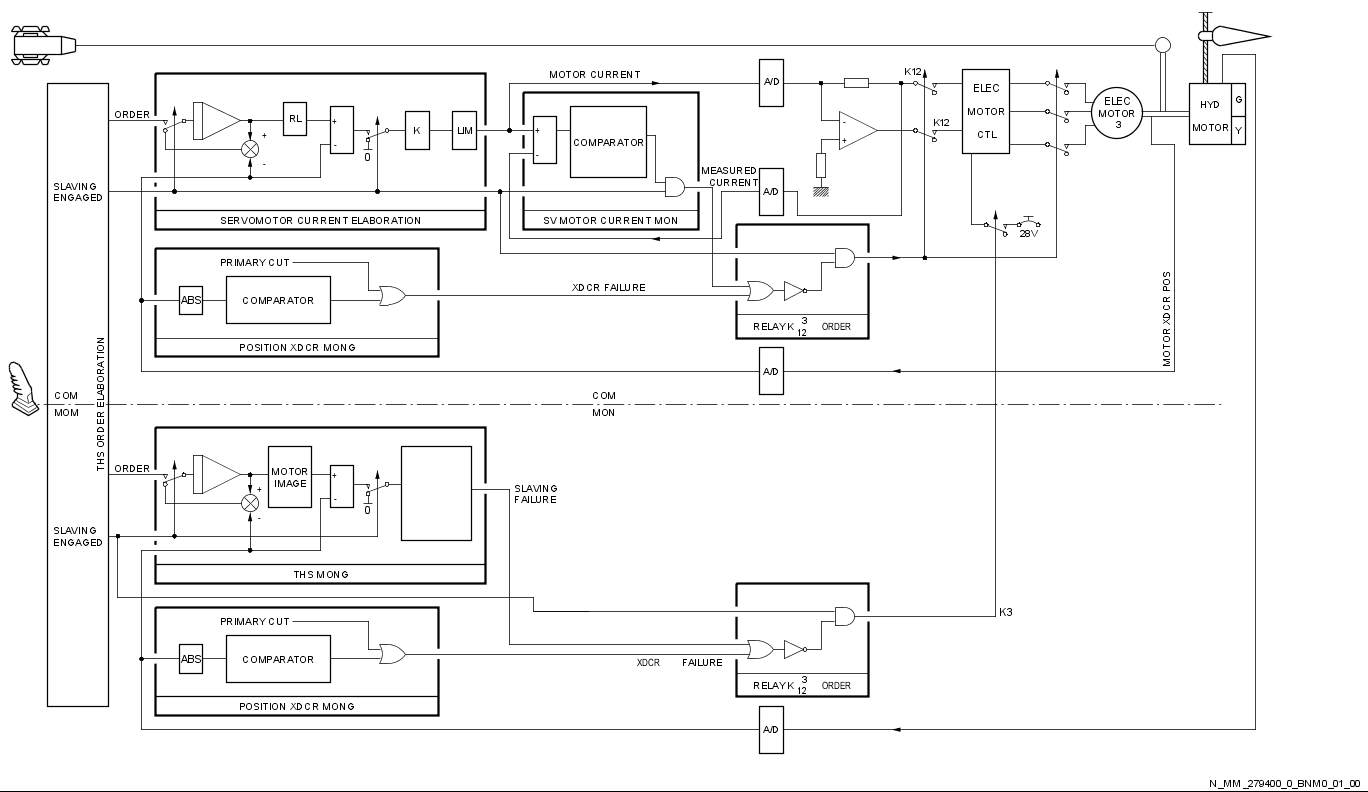 MOTOR CURRENT
A/D
K12
ELEC
MOTOR
CTL
ELEC
MOTOR
3
HYD
MOTOR
G
Y
ORDER
RL
+
-
+
-
0
K
LIM
+
-
COMPARATOR
-
+
K12
SLAVING
ENGAGED
MEASURED
CURRENT
A/D
SERVOMOTOR CURRENT ELABORATION
SV MOTOR CURRENT MON
28V
PRIMARY CUT
ABS
COMPARATOR
XDCR FAILURE
RELAY K 3
12 ORDER
POSITION XDCR MONG
MOTOR XDCR POS
A/D
THS ORDER ELABORATION
COM
MOM
COM
MON
ORDER
MOTOR
IMAGE
+
-
+
-
0
SLAVING
FAILURE
SLAVING
ENGAGED
THS MONG
K3
PRIMARY CUT
ABS
COMPARATOR
XDCR FAILURE
RELAY K 3
12 ORDER
POSITION XDCR MONG
A/D
N_MM_279400_0_BNM0_01_00